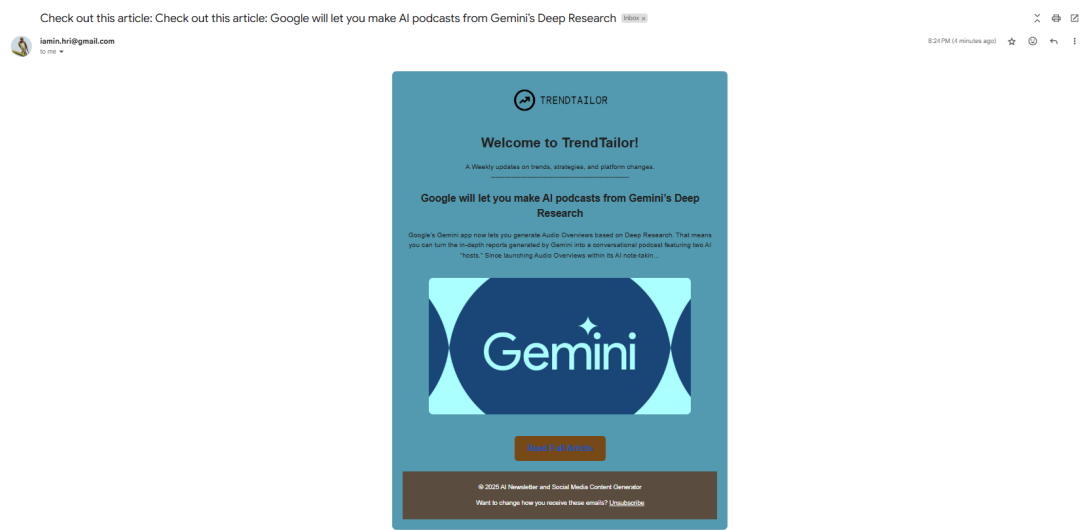 Check out this article: Check out this article: Google will let you make AI podcasts from Gemini's Deep Research Inbox x
iamin.hri@gmail.com
8:24 PM (4 minutes ago)
to me
TRENDTAILOR
Welcome to TrendTailor!
A Weekly updates on trends, strategies, and platform changes.
Google will let you make AI podcasts from Gemini's Deep
Research
Google's Gemini app now lets you generate Audio Overviews based on Deep Research. That means
you can turn the in-depth reports generated by Gemini into a conversational podcast featuring two AI
"hosts." Since launching Audio Overviews within its AI note-takin...
Gemini
Read Full Article
© 2025 AI Newsletter and Social Media Content Generator
Want to change how you receive these emails? Unsubscribe